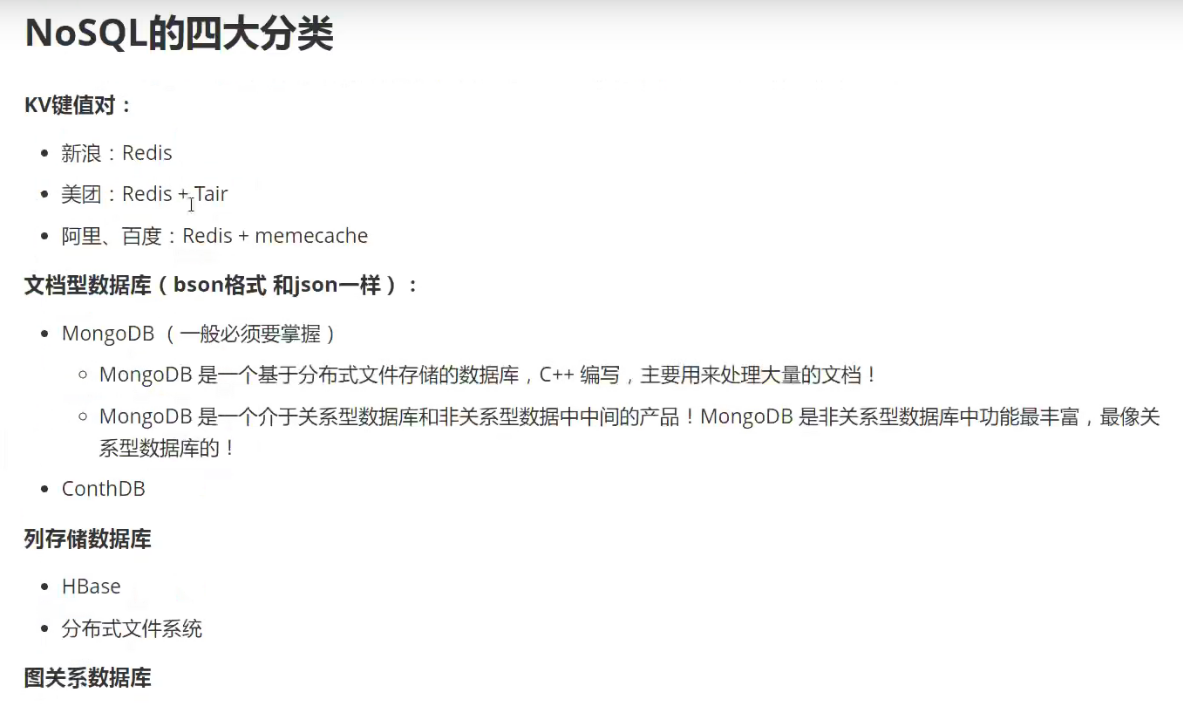 NoSQL的四大分类
KV键值对：
新浪：Redis
美团：Redis + Tair
阿里、百度：Redis + memecache
文档型数据库（bson格式 和json一样）：
MongoDB （一般必须要掌握）
MongoDB 是一个基于分布式文件存储的数据库，C++ 编写，主要用来处理大量的文档！
MongoDB 是一个介于关系型数据库和非关系型数据中中间的产品！MongoDB 是非关系型数据库中功能最丰富，最像关
系型数据库的！
ConthDB
列存储数据库
HBase
分布式文件系统
图关系数据库